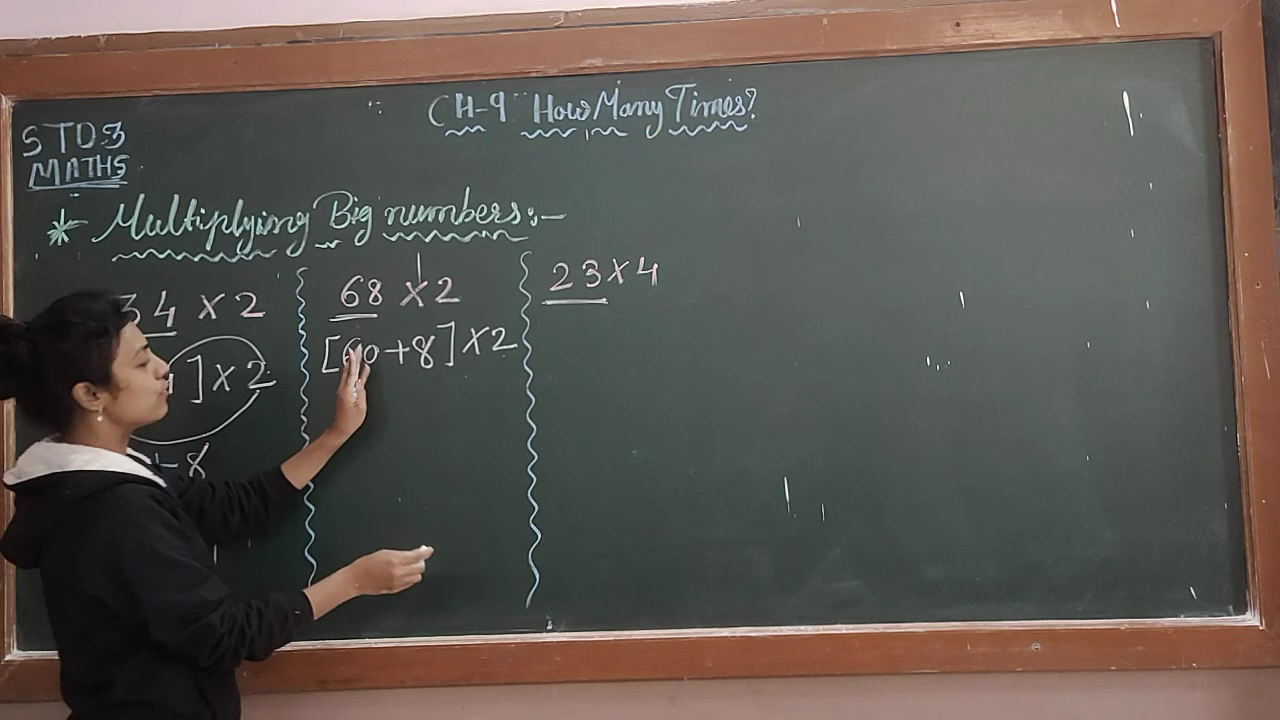 CH-9 How Many Times?
STD 3
MATHS
* Multiplying Big numbers:-
34 x 2
] x 2
+ 8
68 x 2
[60+8] x 2
23 x 4